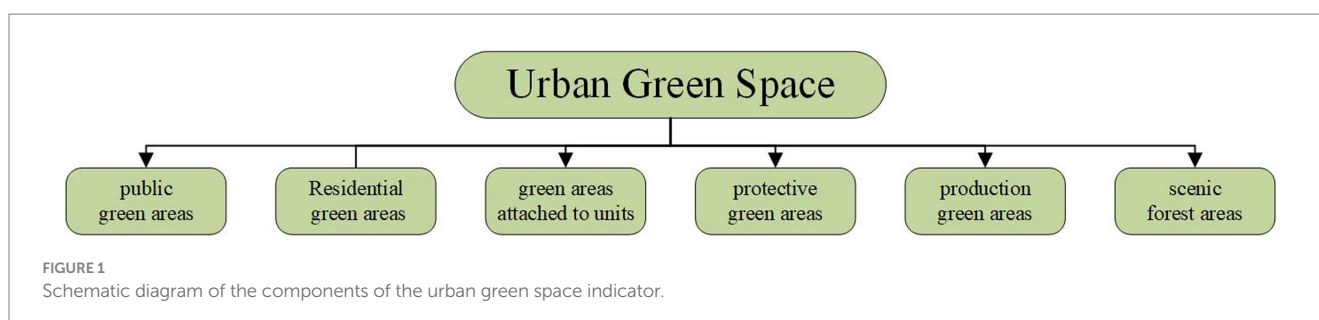 Urban Green Space
public
green areas
Residential
green areas
green areas
attached to units
protective
green areas
production
green areas
scenic
forest areas
FIGURE 1
Schematic diagram of the components of the urban green space indicator.